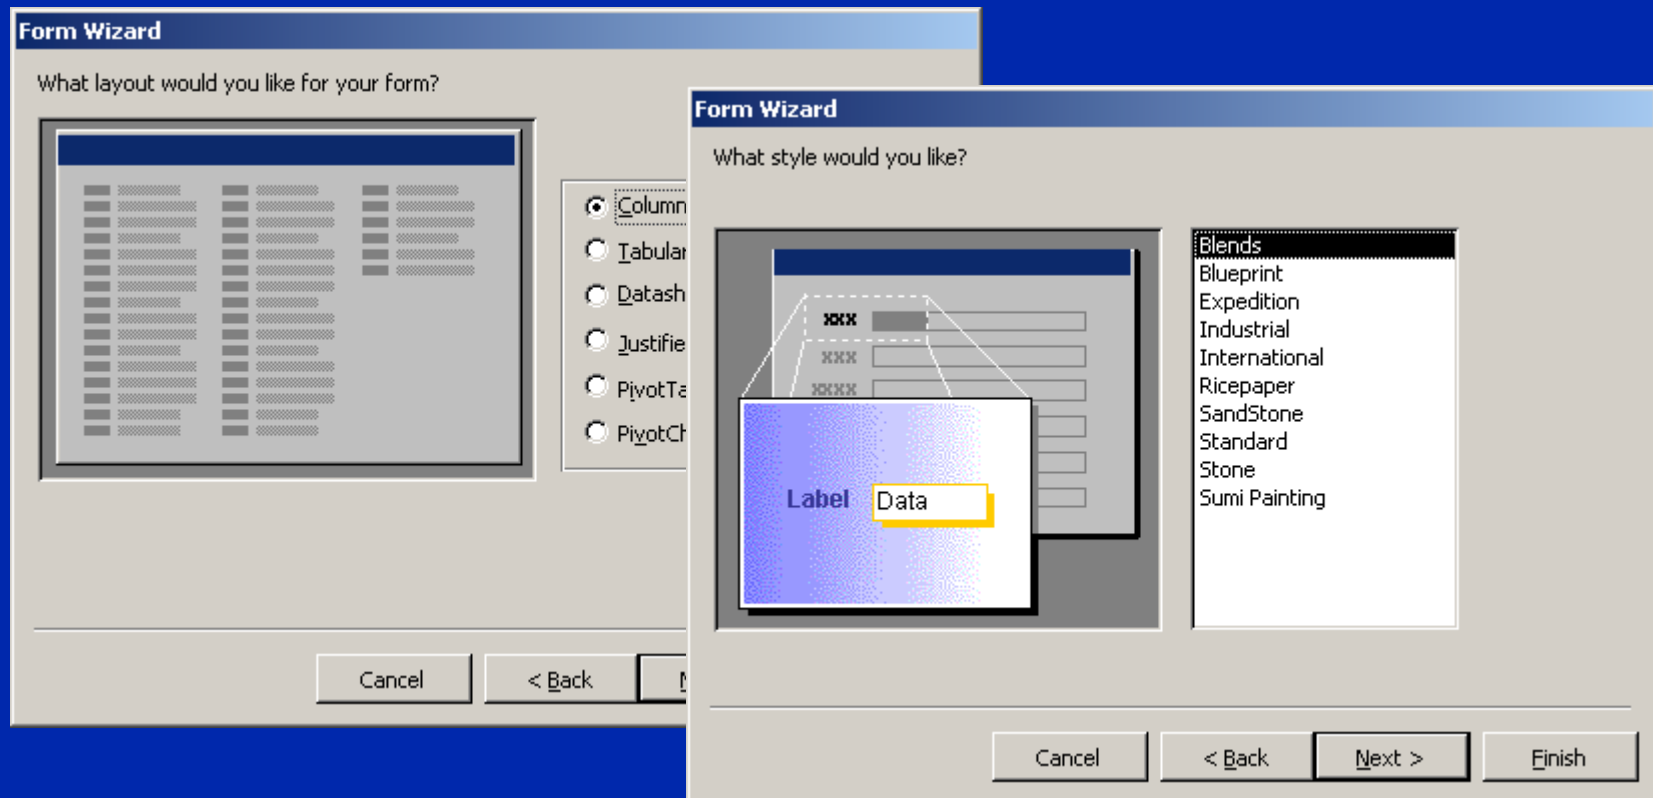 Form Wizard
What layout would you like for your form?
Column
Tabular
Datash
Justifie
PivotTa
PivotCh
Cancel
< Back
Form Wizard
What style would you like?
xxx
xxx
xxxx
Label
Data
Blends
Blueprint
Expedition
Industrial
International
Ricepaper
SandStone
Standard
Stone
Sumi Painting
Cancel
< Back
Next >
Finish